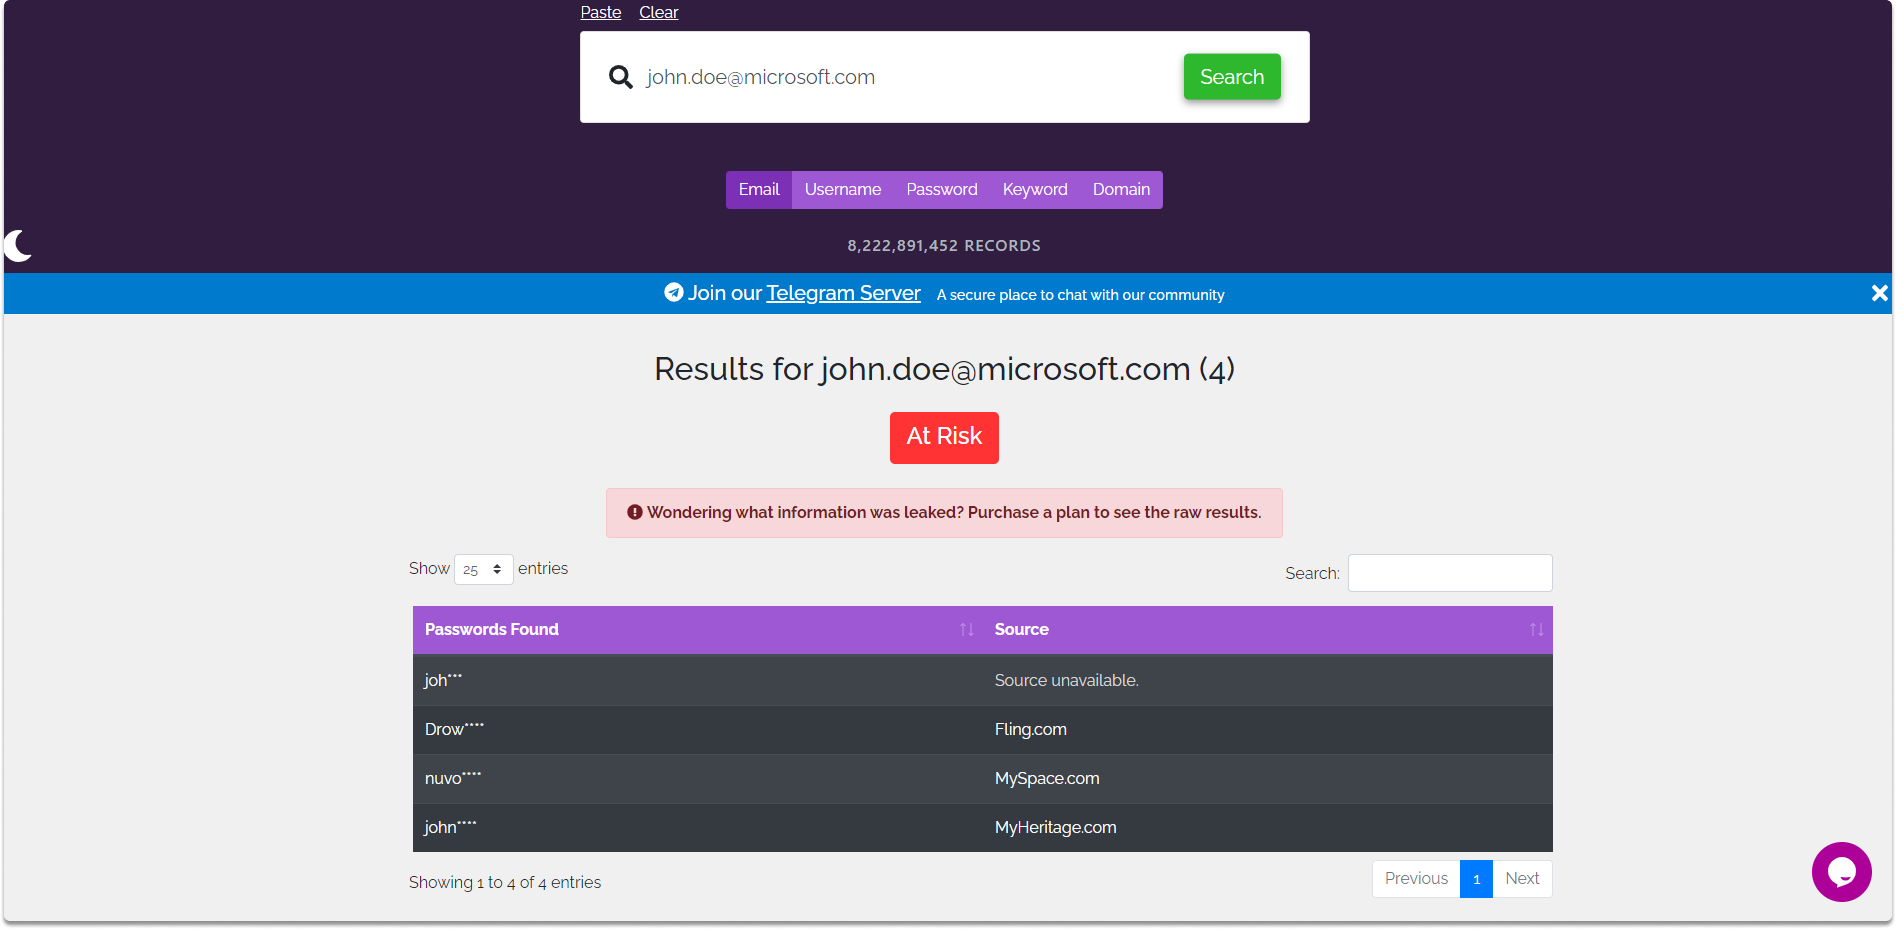 Paste Clear
john.doe@microsoft.com Search
Email Username Password Keyword Domain
8,222,891,452 RECORDS
Join our Telegram Server A secure place to chat with our community
Results for john.doe@microsoft.com (4)
At Risk
Wondering what information was leaked? Purchase a plan to see the raw results.
Show 25 entries Search:
Passwords Found Source
joh*** Source unavailable.
Drow**** Fling.com
nuvo**** MySpace.com
john**** MyHeritage.com
Showing 1 to 4 of 4 entries Previous 1 Next